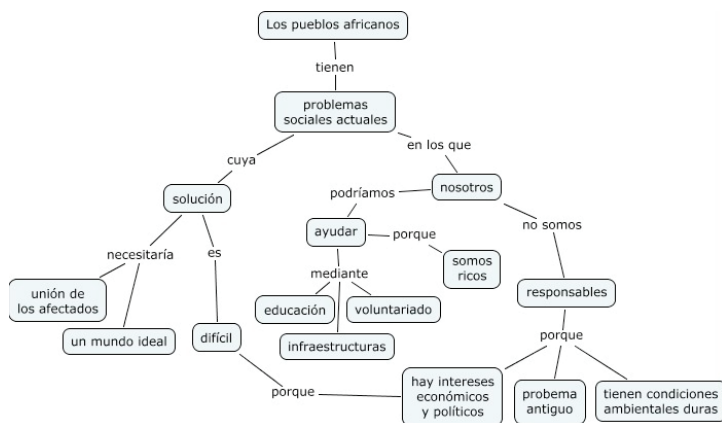 Los pueblos africanos
tienen
problemas
sociales actuales
en los que
cuya
nosotros
podríamos
solución
no somos
ayudar
porque
necesitaría
es
somos
ricos
mediante
unión de
los afectados
educación
voluntariado
responsables
un mundo ideal
difícil
infraestructuras
porque
hay intereses
económicos
y políticos
probema
antiguo
tienen condiciones
ambientales duras
porque